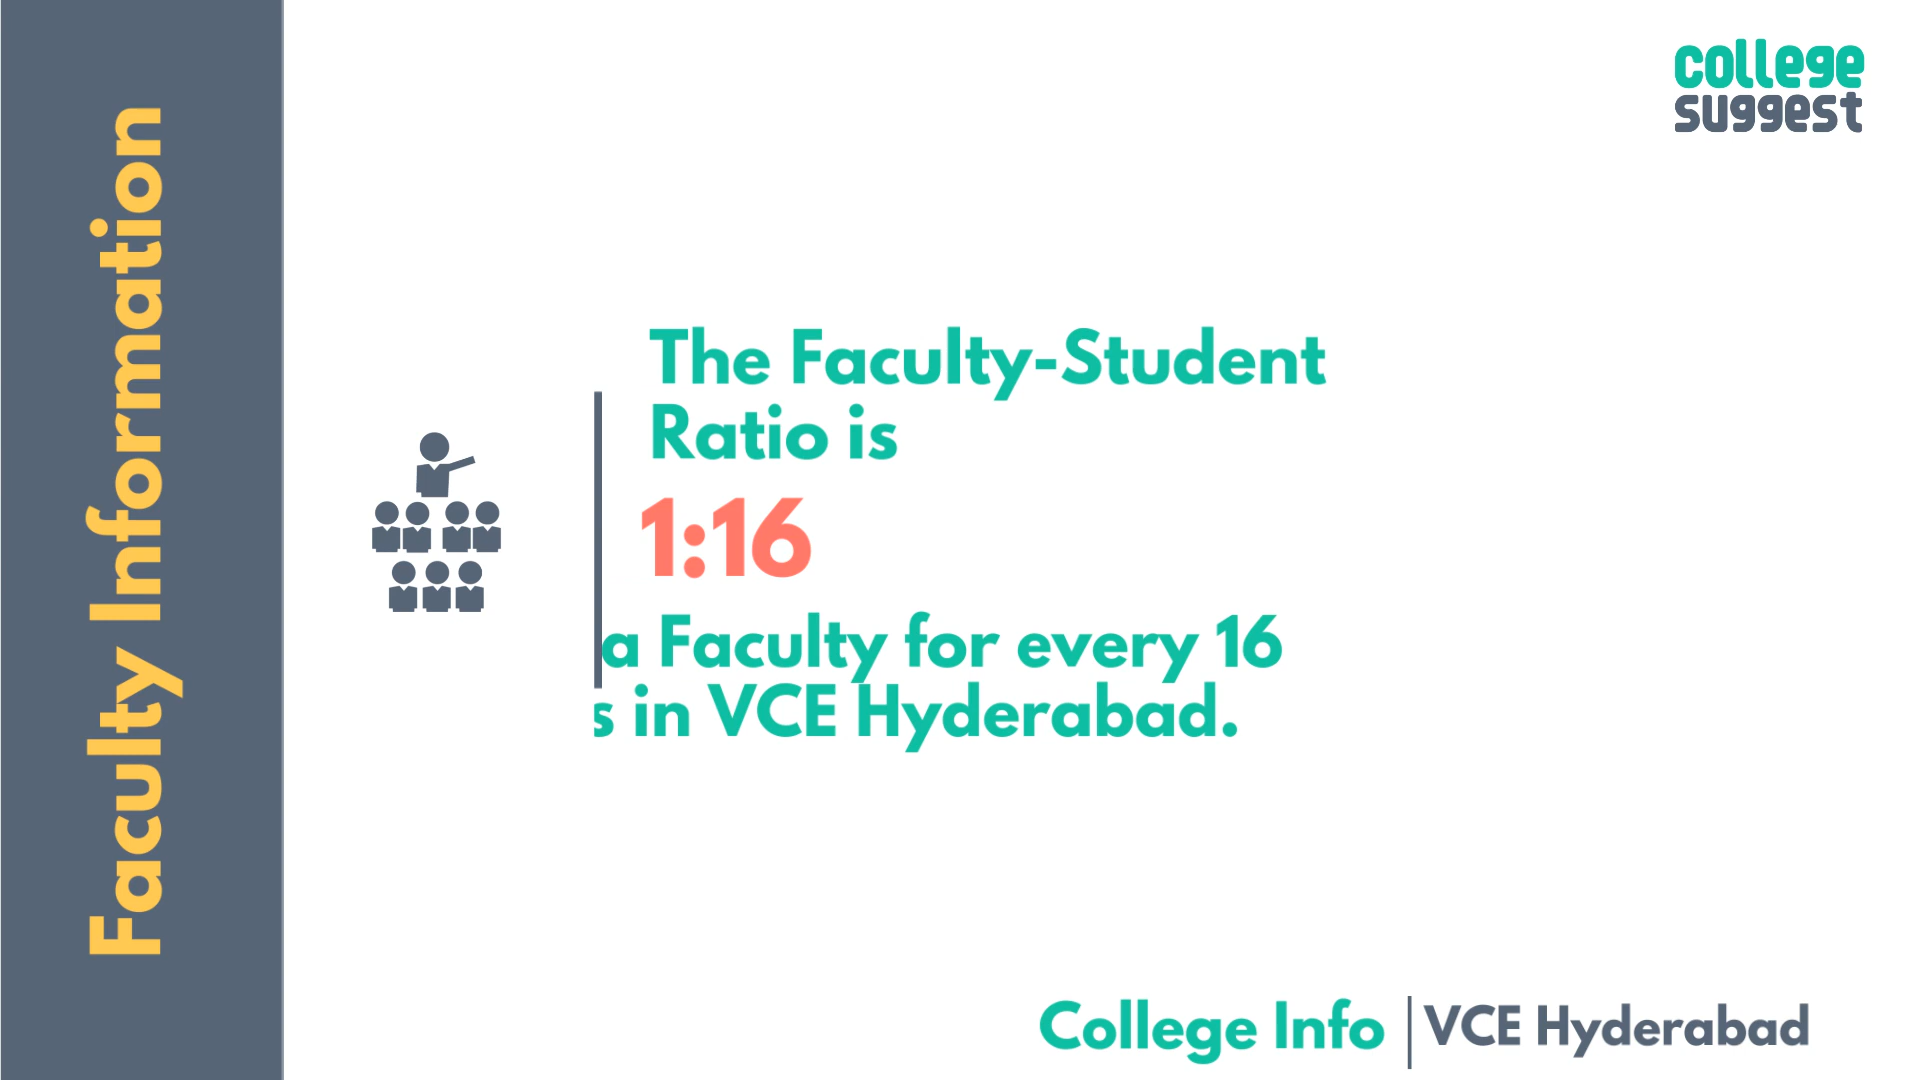 college
suggest
Faculty Information
The Faculty-Student
Ratio is
1:16
a Faculty for every 16
s in VCE Hyderabad.
College Info
VCE Hyderabad